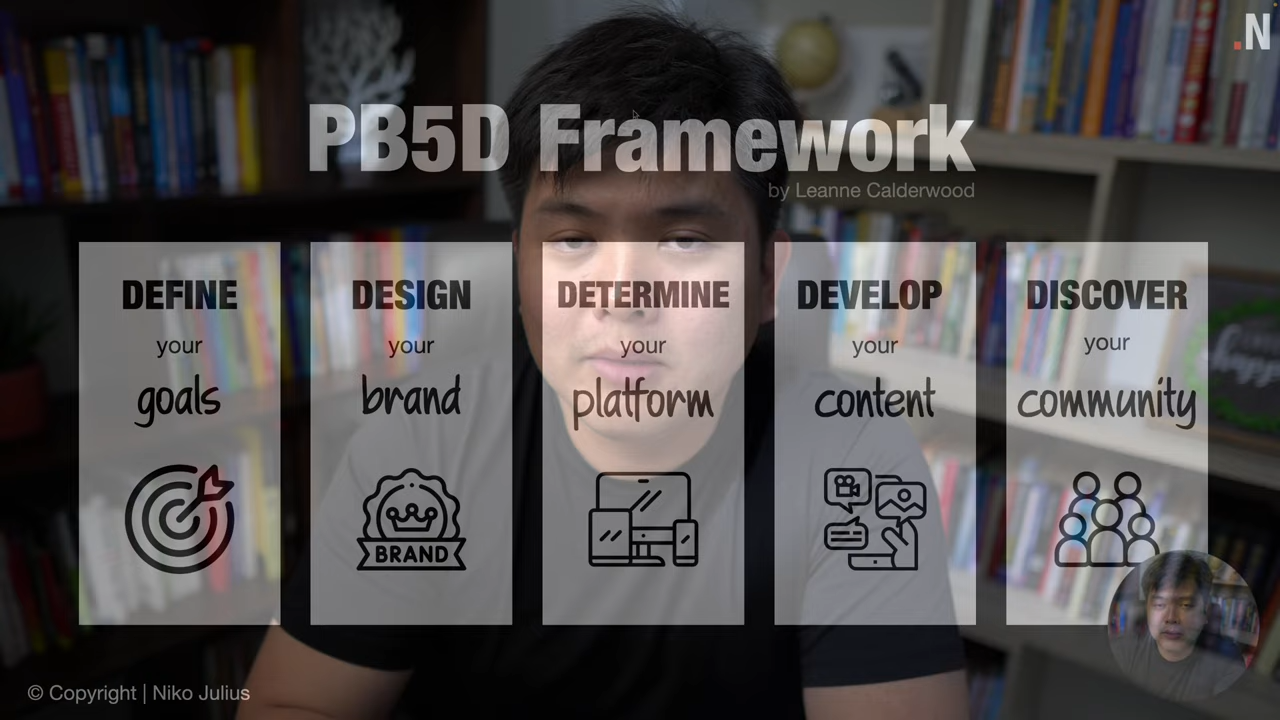 .N
PB5D Framework
by Leanne Calderwood
DEFINE
your
goals
DESIGN
your
brand
BRAND
DETERMINE
your
platform
DEVELOP
your
content
DISCOVER
your
community
© Copyright | Niko Julius